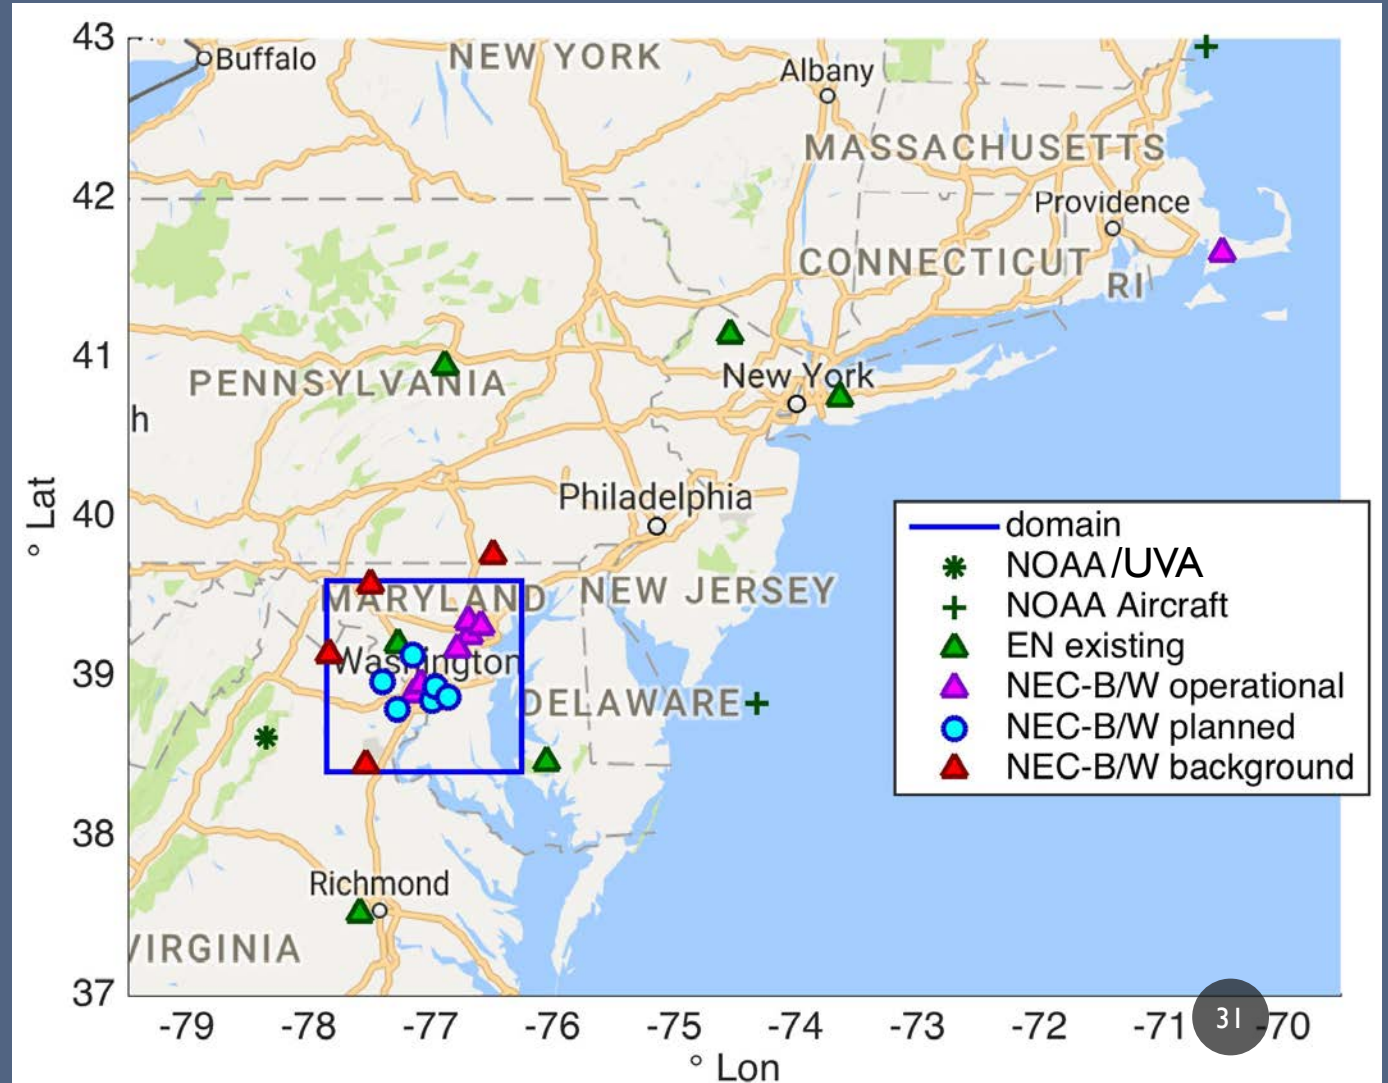 43
Buffalo
NEW YORK
Albany
MASSACHUSETTS
42
Providence
CONNECTICUT
RI
41
PENNSYLVANIA
New York
h
Philadelphia
40
° Lat
domain
NOAA/UVA
NOAA Aircraft
EN existing
NEC-B/W operational
NEC-B/W planned
NEC-B/W background
MARYLAND
NEW JERSEY
39
Washington
DELAWARE
38
Richmond
VIRGINIA
37
-79 -78 -77 -76 -75 -74 -73 -72 -71 -70
31
° Lon